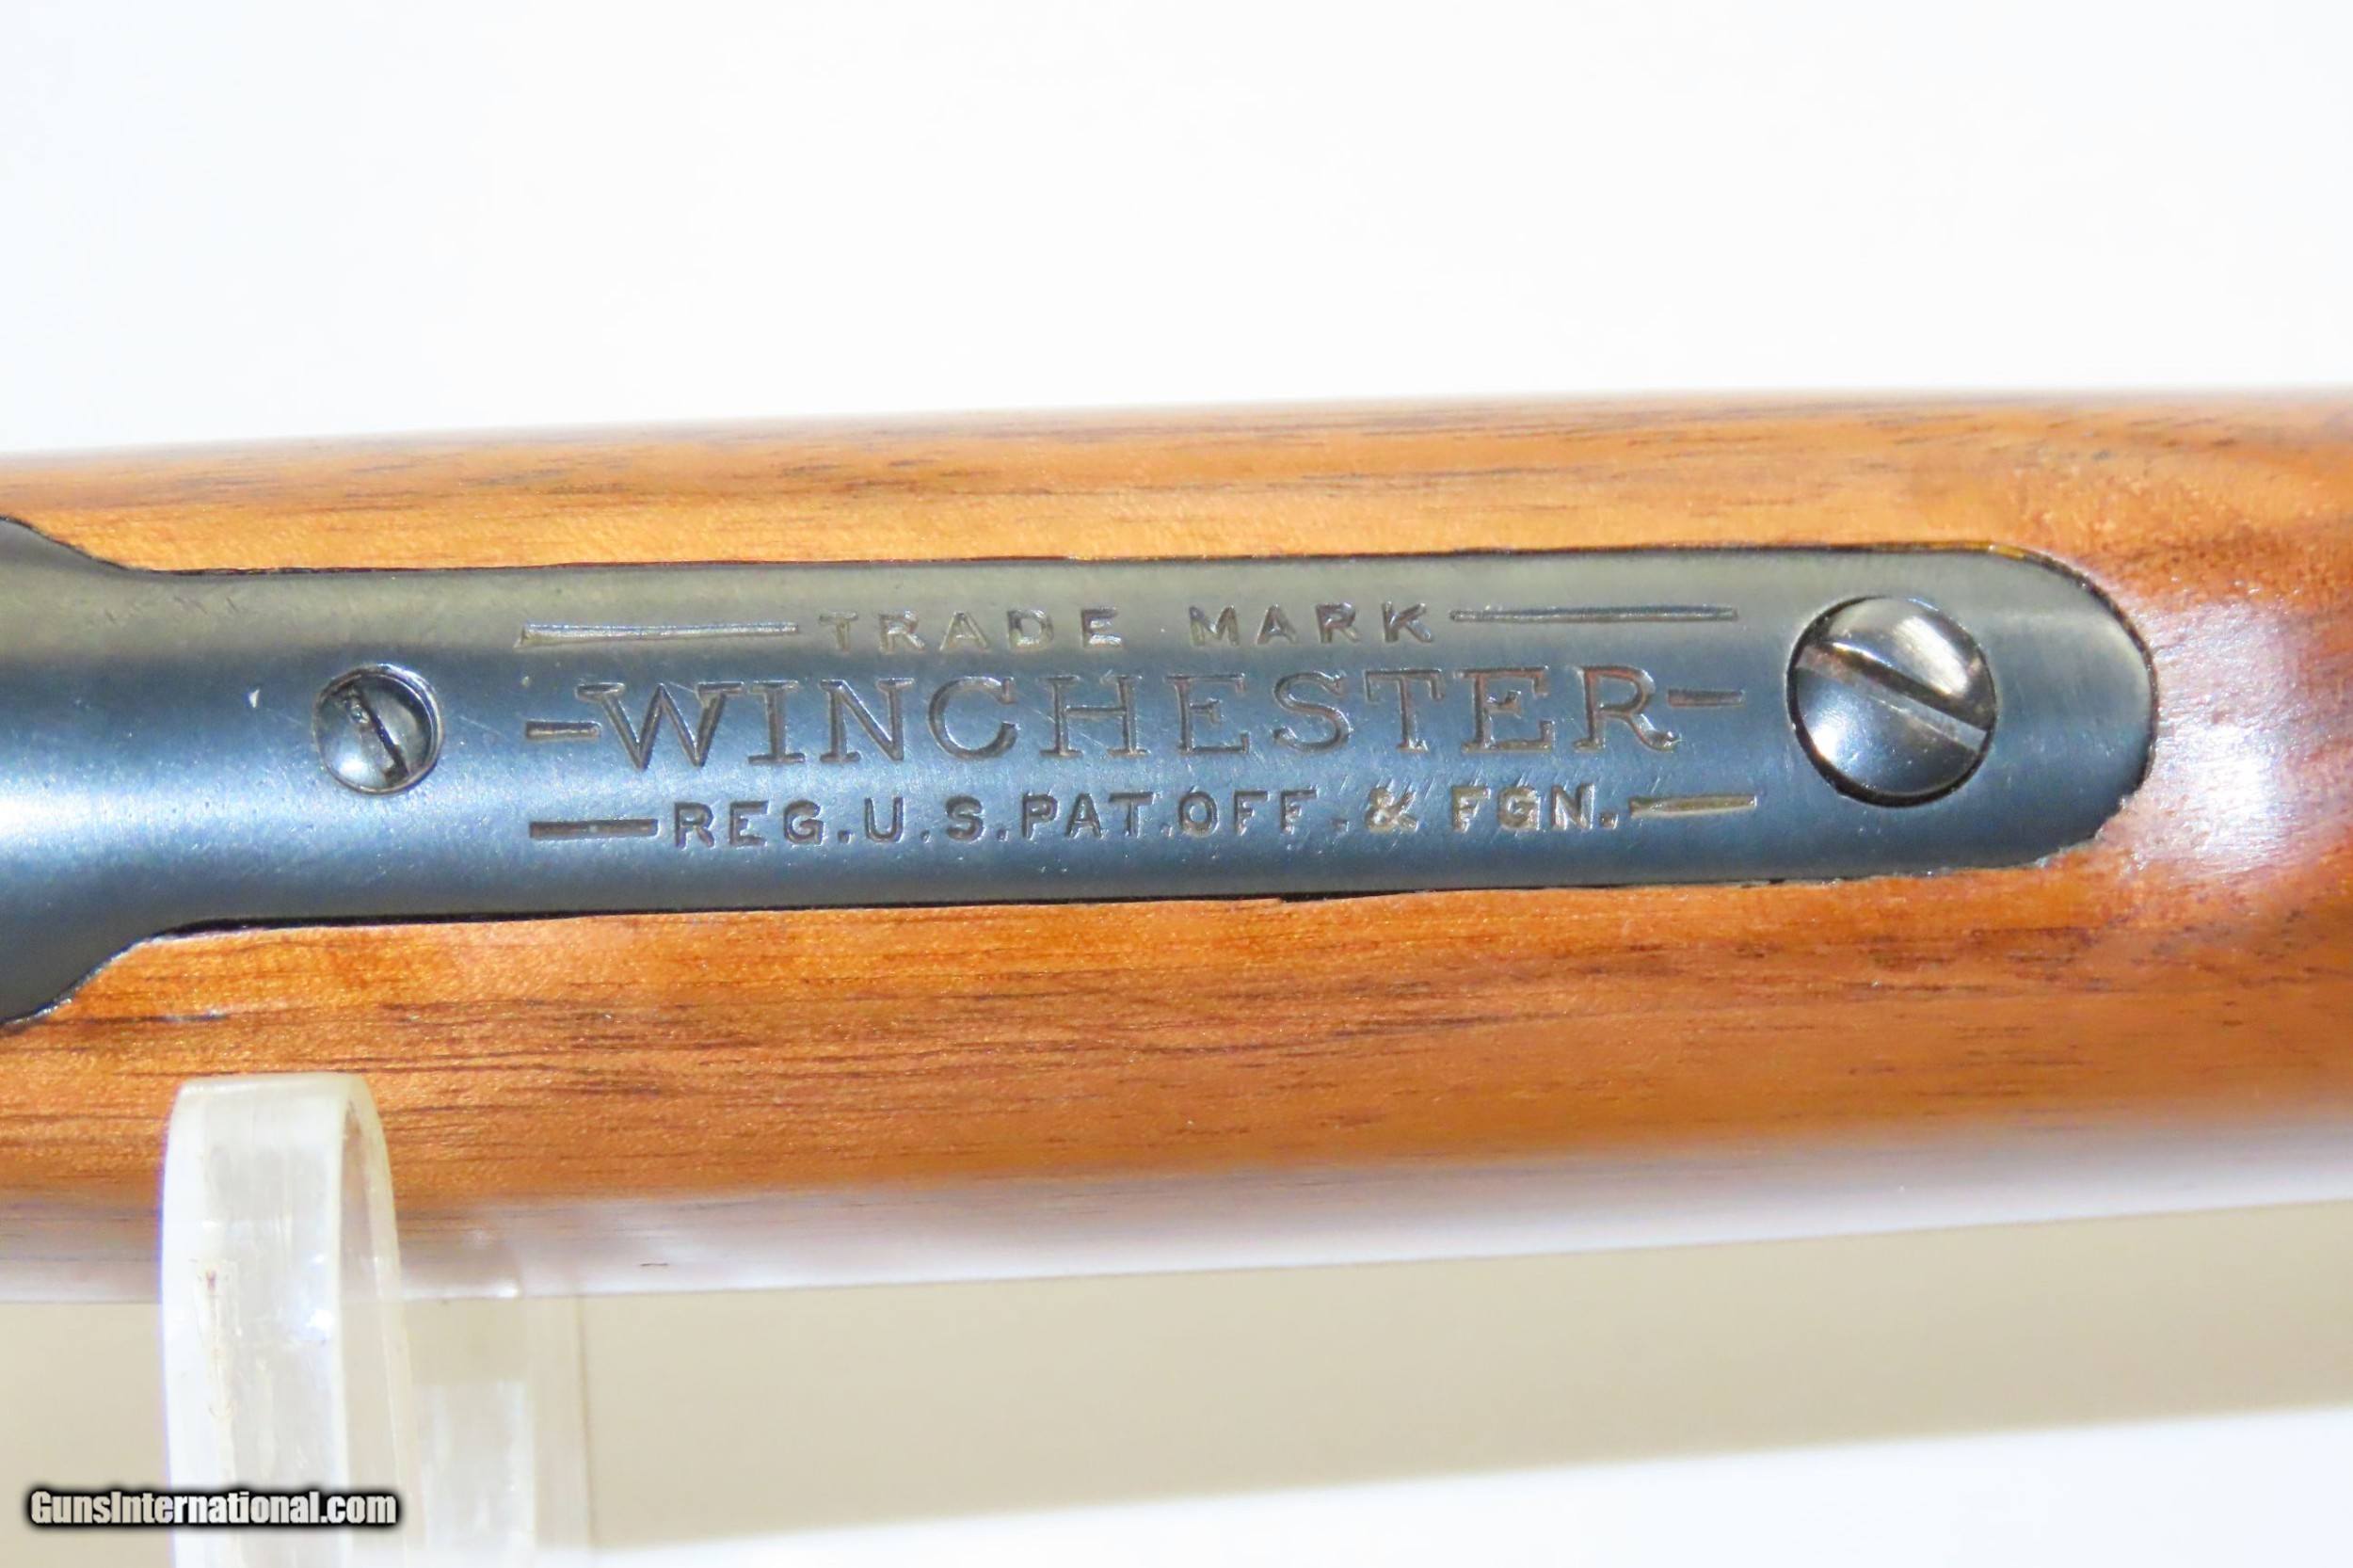 TRADE MARK
-WINCHESTER-
REG.U.S.PAT.OFF.& FGN.
GunsInternational.com